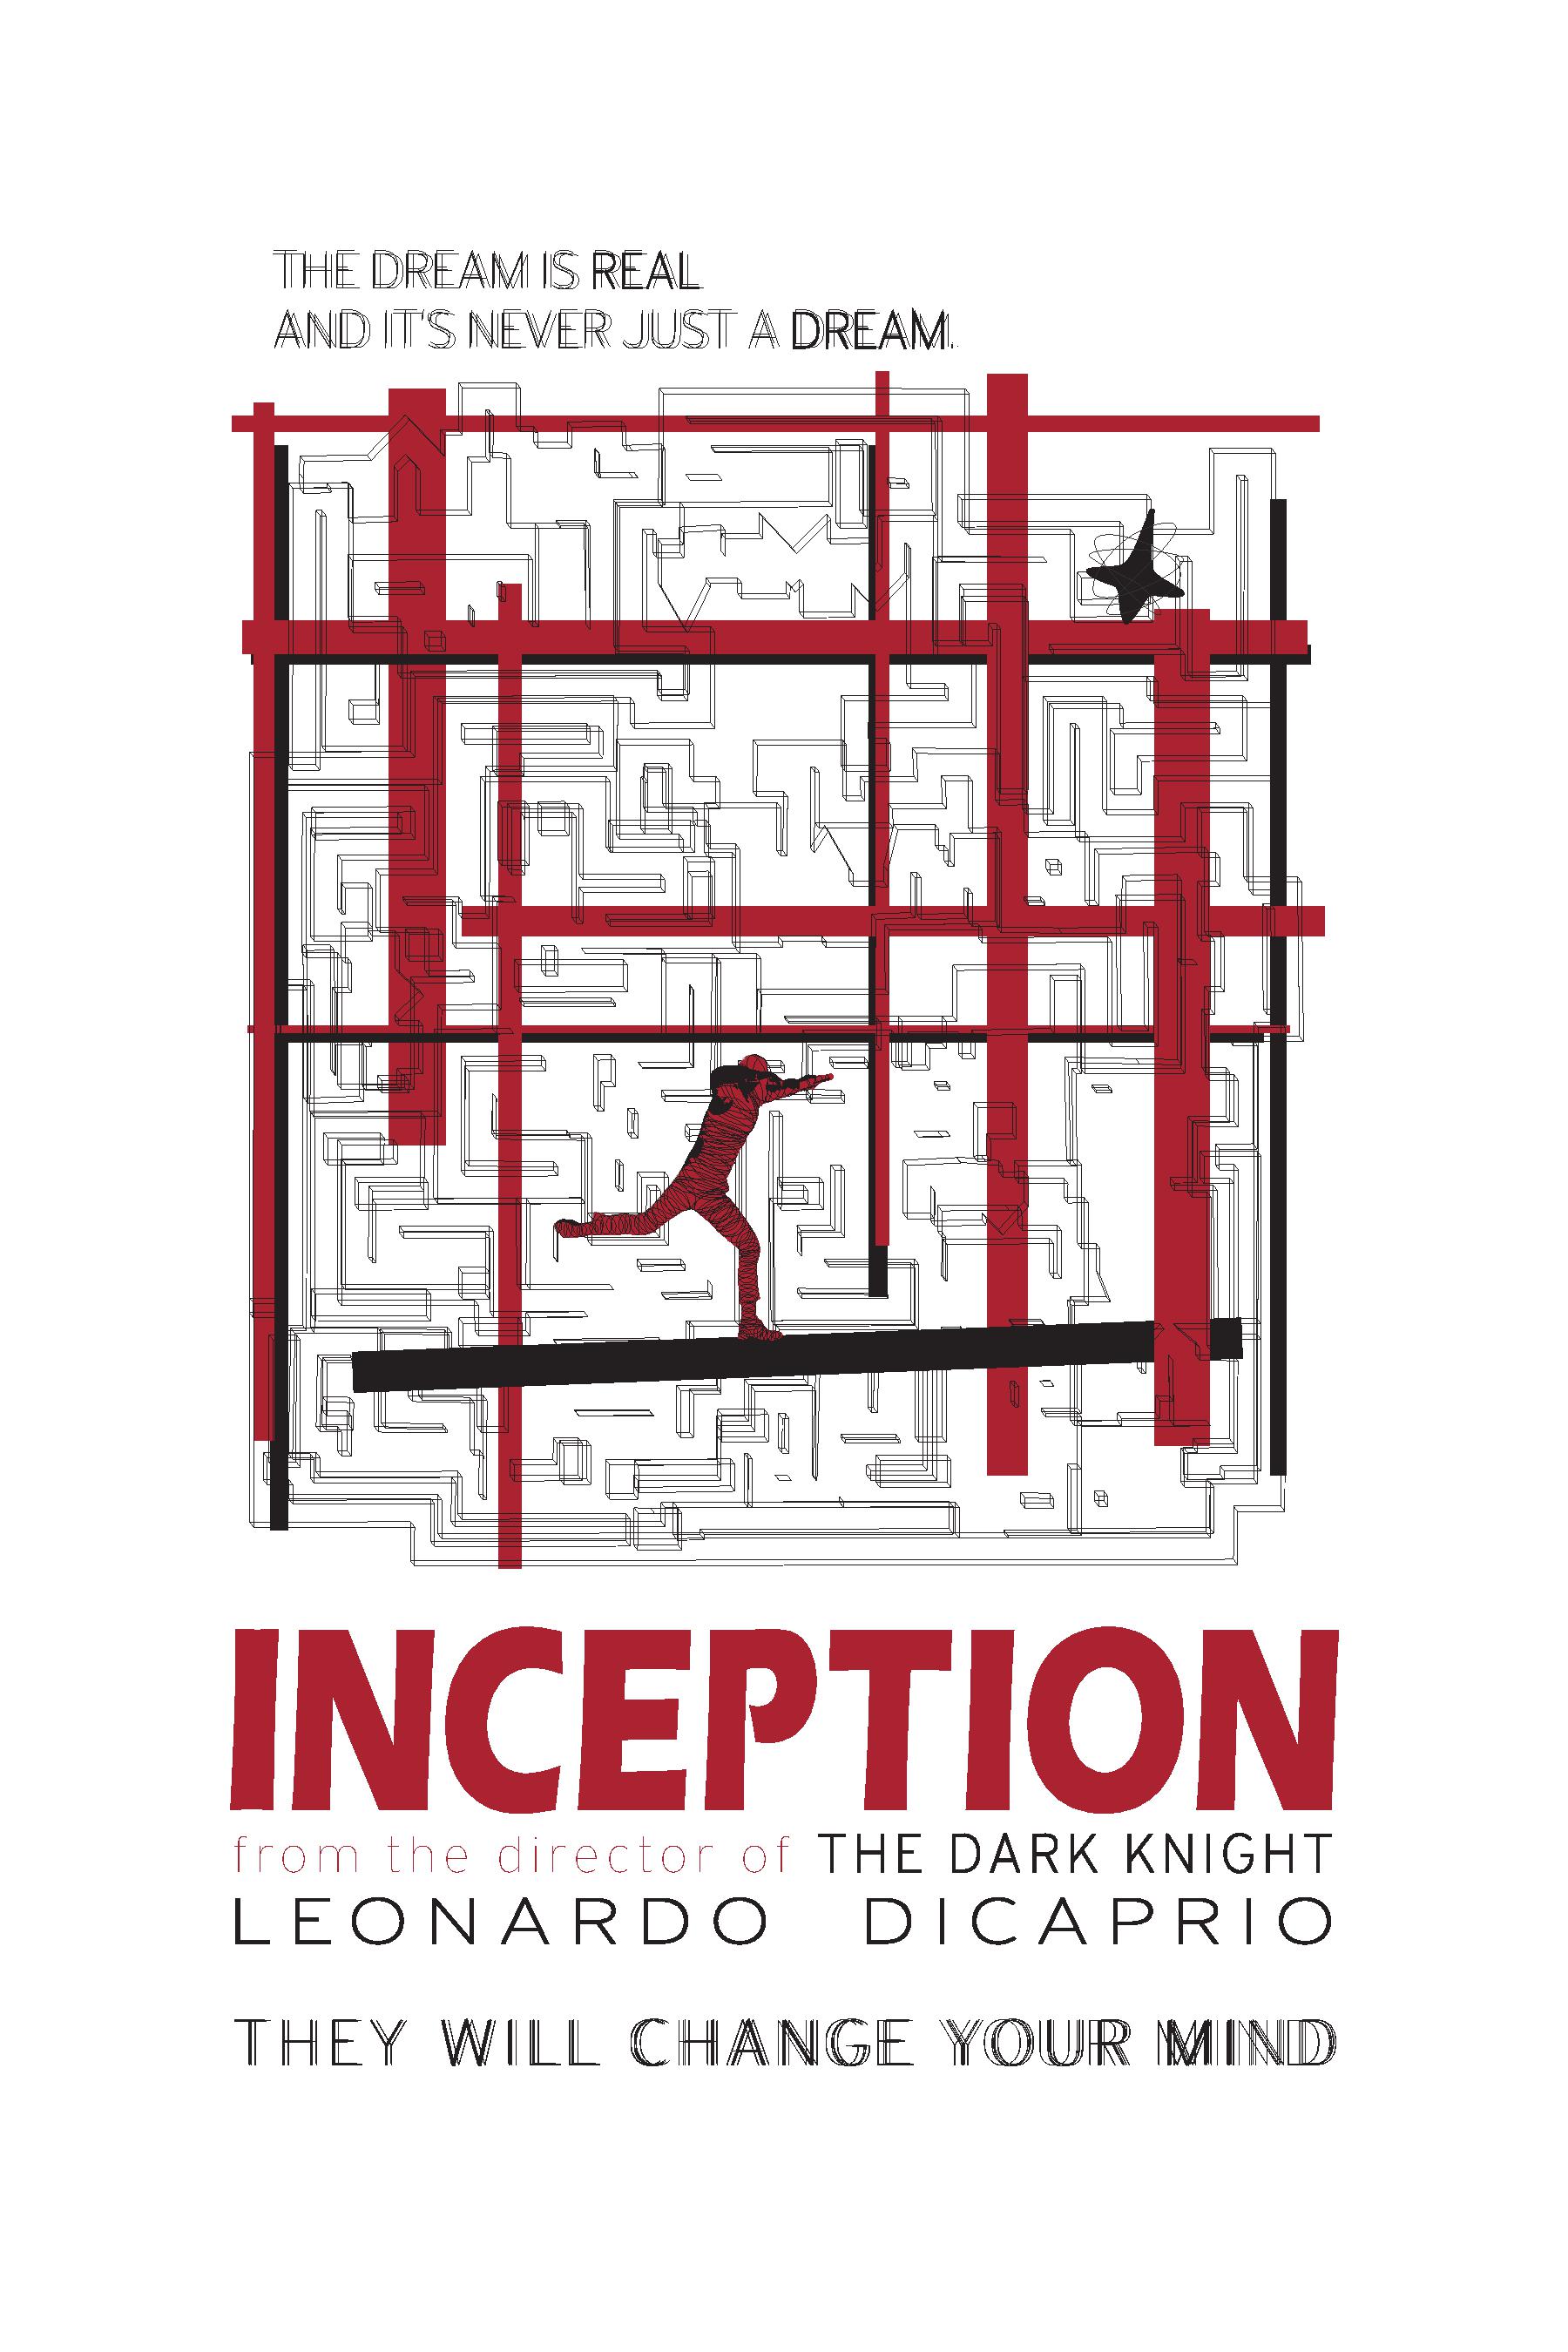 THE DREAM IS REAL
AND IT'S NEVER JUST A DREAM.
INCEPTION
from the director of THE DARK KNIGHT
LEONARDO DICAPRIO
THEY WILL CHANGE YOUR MIND